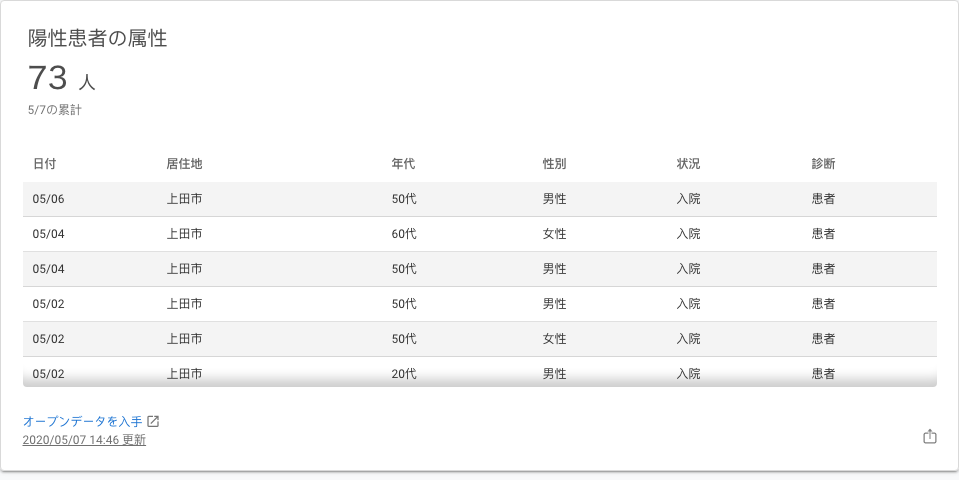 陽性患者の属性
73 人
5/7の累計
日付 居住地 年代 性別 状況 診断
05/06 上田市 50代 男性 入院 患者
05/04 上田市 60代 女性 入院 患者
05/04 上田市 50代 男性 入院 患者
05/02 上田市 50代 男性 入院 患者
05/02 上田市 50代 女性 入院 患者
05/02 上田市 20代 男性 入院 患者
オープンデータを入手
2020/05/07 14:46 更新